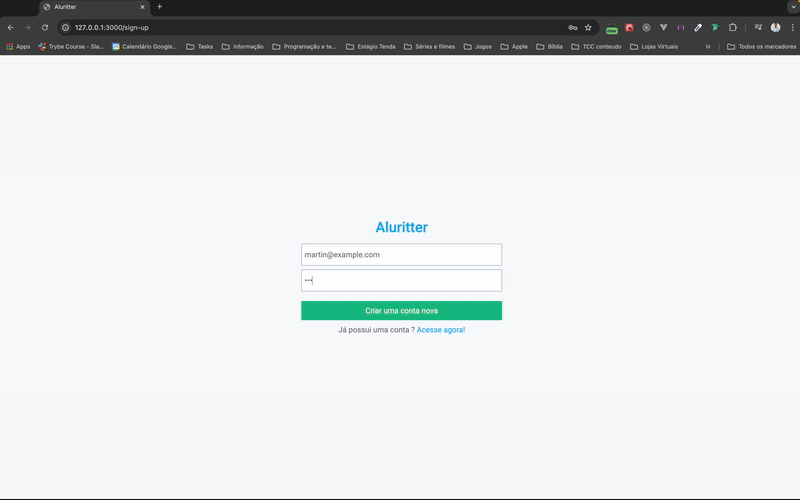 Aluritter
127.0.0.1:3000/sign-up
Apps Trybe Course - Sla... Calendário Google... Tasks Informação Programação e te... Estágio Tenda Séries e filmes Jogos Apple Bíblia TCC conteudo Lojas Virtuais » Todos os marcadores
Aluritter
martin@example.com
•••
Criar uma conta nova
Já possui uma conta ? Acesse agora!